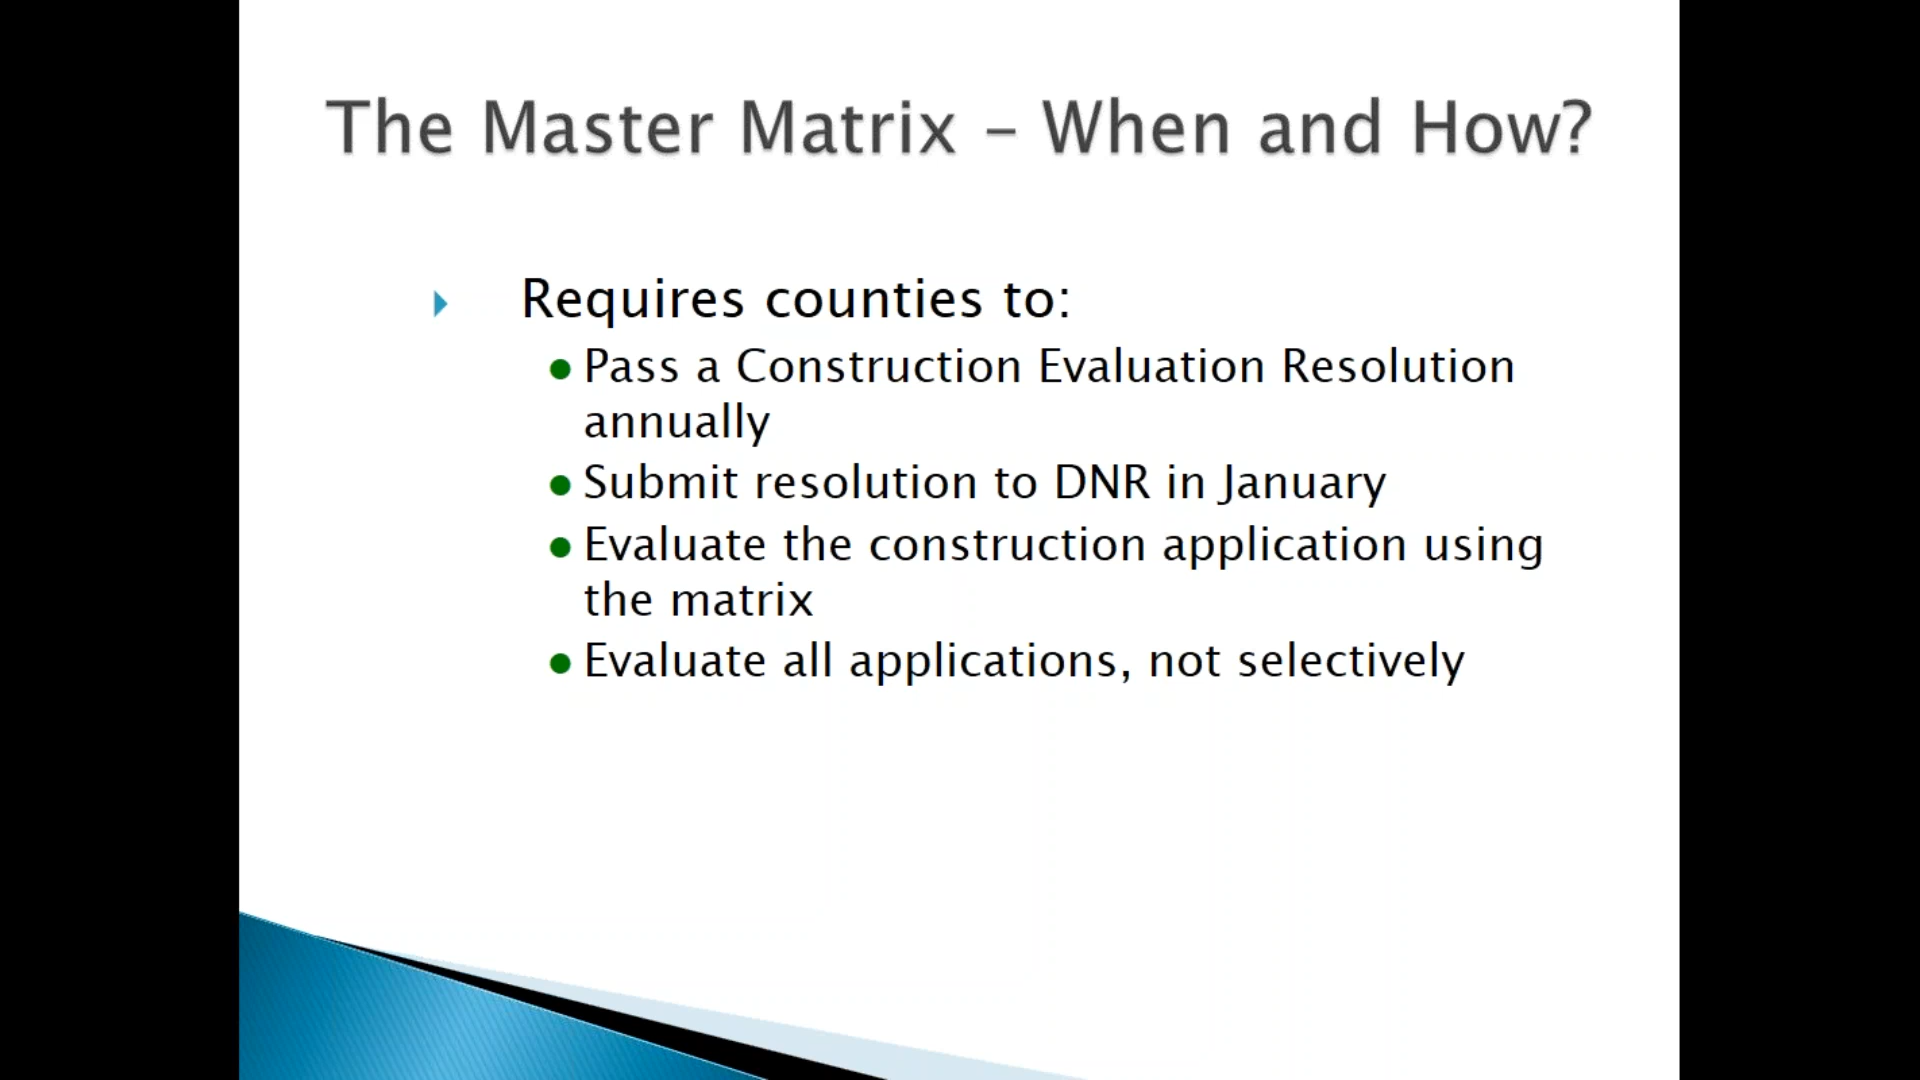 The Master Matrix – When and How?
Requires counties to:
Pass a Construction Evaluation Resolution
annually
Submit resolution to DNR in January
Evaluate the construction application using
the matrix
Evaluate all applications, not selectively